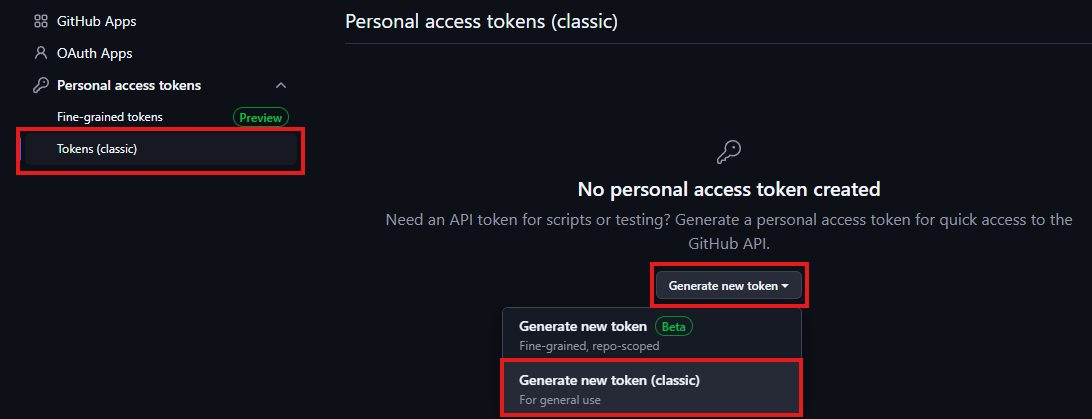 GitHub Apps
OAuth Apps
Personal access tokens
Fine-grained tokens Preview
Tokens (classic)
Personal access tokens (classic)
No personal access token created
Need an API token for scripts or testing? Generate a personal access token for quick access to the
GitHub API.
Generate new token
Generate new token Beta
Fine-grained, repo-scoped
Generate new token (classic)
For general use